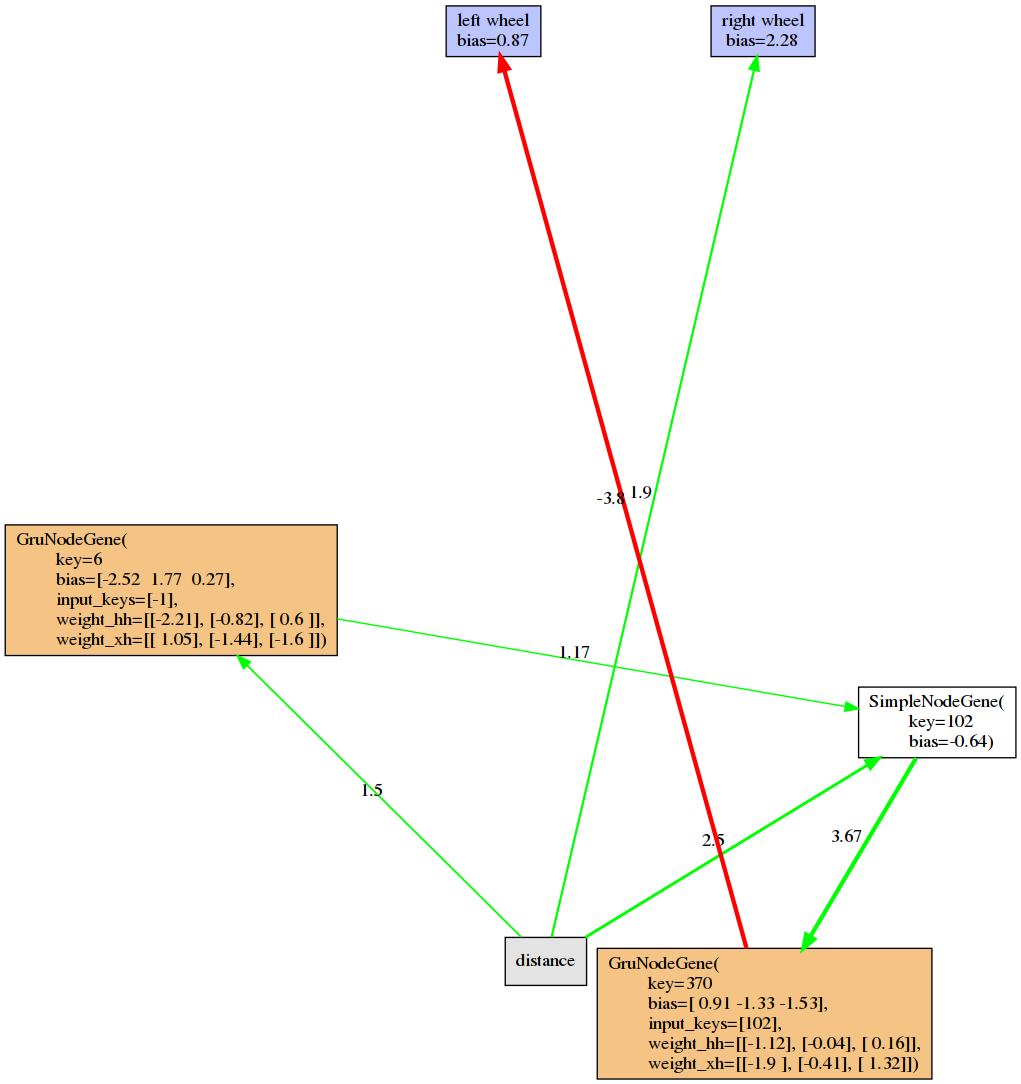 left wheel
bias=0.87
right wheel
bias=2.28
-3.8
1.9
GruNodeGene(
key=6
bias=[-2.52  1.77  0.27],
input_keys=[-1],
weight_hh=[[-2.21], [-0.82], [ 0.6 ]],
weight_xh=[[ 1.05], [-1.44], [-1.6 ]])
1.17
SimpleNodeGene(
key=102
bias=-0.64)
1.5
2.5
3.67
distance
GruNodeGene(
key=370
bias=[ 0.91 -1.33 -1.53],
input_keys=[102],
weight_hh=[[-1.12], [-0.04], [ 0.16]],
weight_xh=[[-1.9 ], [-0.41], [ 1.32]])